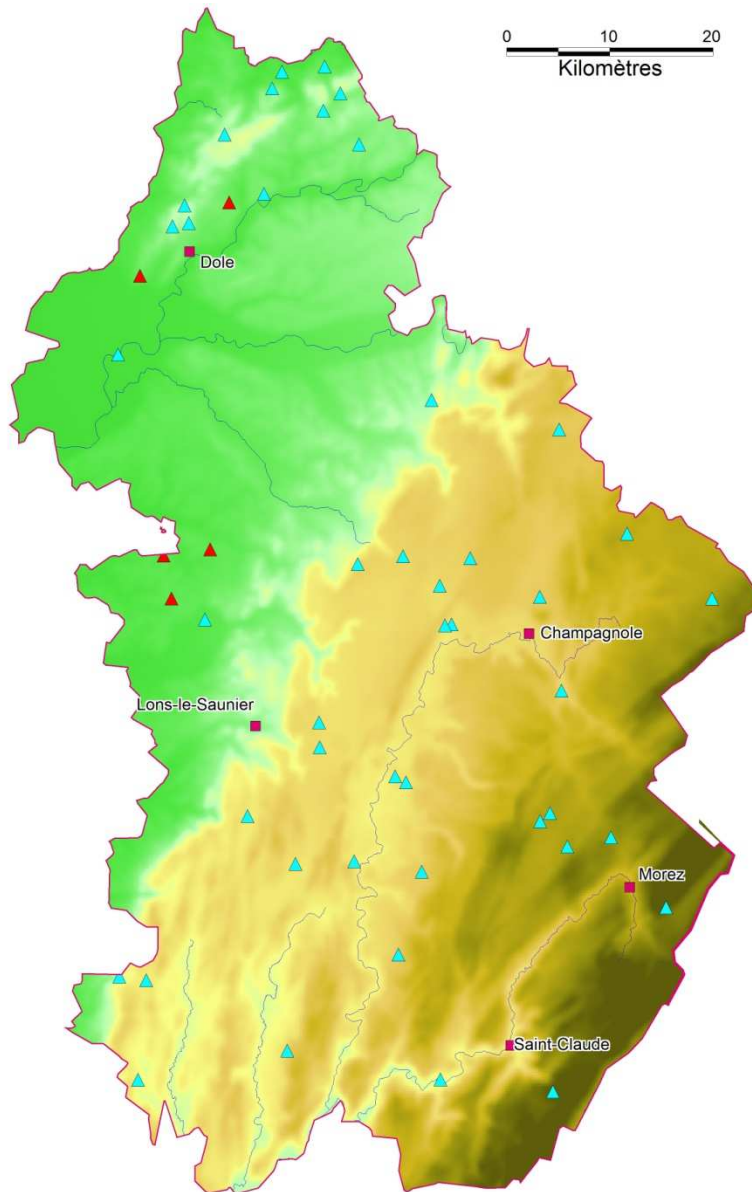 0 10 20
Kilomètres
Dole
Champagnole
Lons-le-Saunier
Morez
Saint-Claude